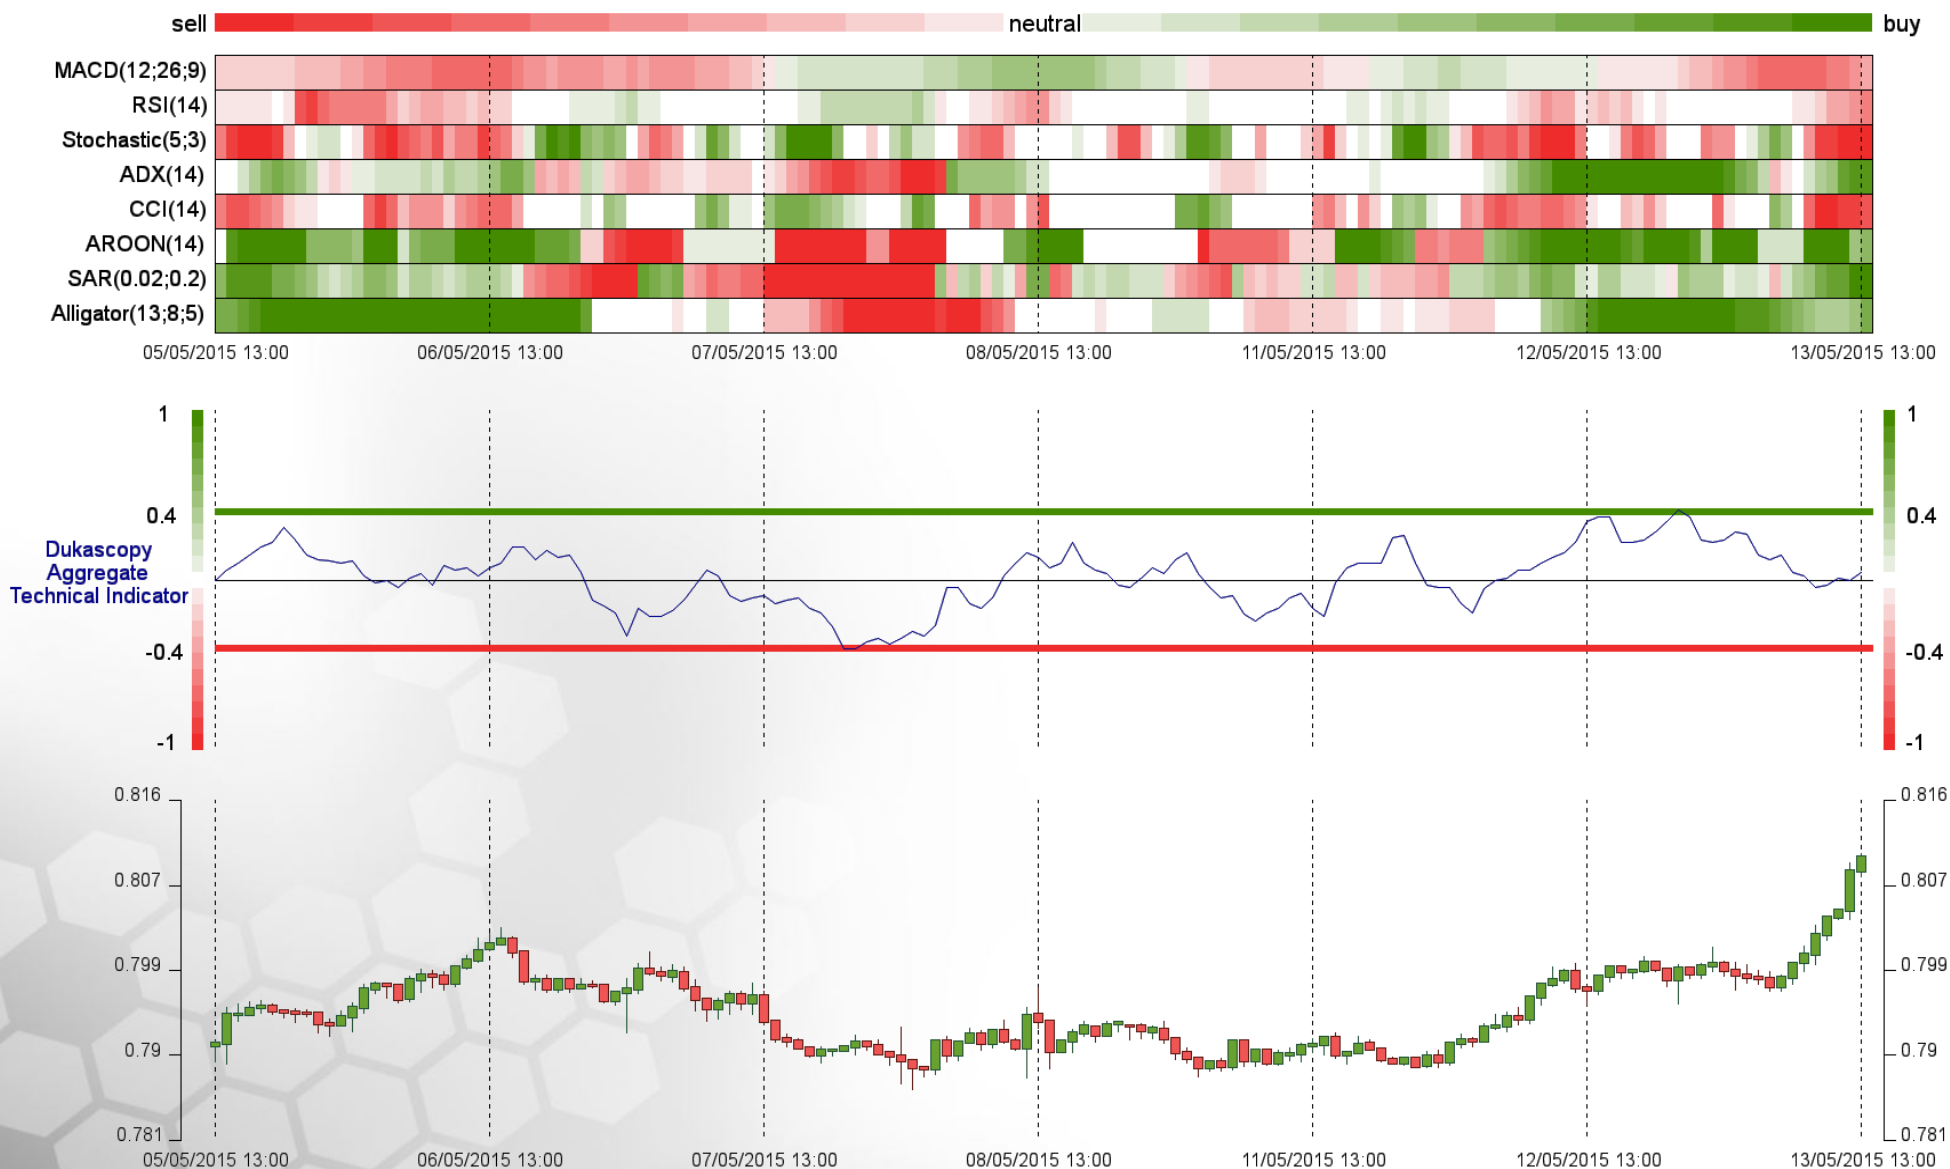 sell neutral buy
MACD(12;26;9)
RSI(14)
Stochastic(5;3)
ADX(14)
CCI(14)
AROON(14)
SAR(0.02;0.2)
Alligator(13;8;5)
05/05/2015 13:00 06/05/2015 13:00 07/05/2015 13:00 08/05/2015 13:00 11/05/2015 13:00 12/05/2015 13:00 13/05/2015 13:00
1 1
0.4 0.4
Dukascopy
Aggregate
Technical Indicator
-0.4 -0.4
-1 -1
0.816 0.816
0.807 0.807
0.799 0.799
0.79 0.79
0.781 0.781
05/05/2015 13:00 06/05/2015 13:00 07/05/2015 13:00 08/05/2015 13:00 11/05/2015 13:00 12/05/2015 13:00 13/05/2015 13:00